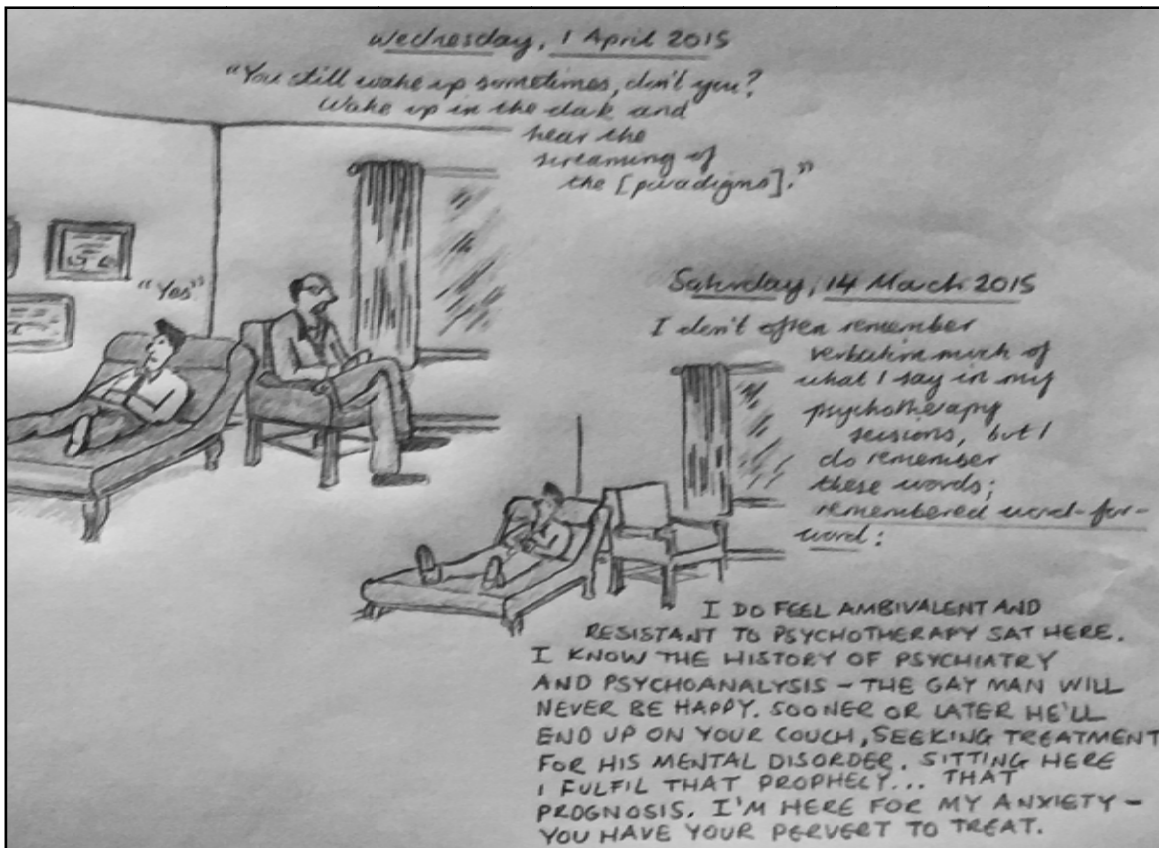 Wednesday, 1 April 2015
"You still wake up sometimes, don't you?
Wake up in the dark and
hear the
screaming of
the [paradigms]."
"Yes"
Saturday, 14 March 2015
I don't often remember
verbatim much of
what I say in my
psychotherapy
sessions, but I
do remember
these words;
remembered word-for-
word:
I DO FEEL AMBIVALENT AND
RESISTANT TO PSYCHOTHERAPY SAT HERE.
I KNOW THE HISTORY OF PSYCHIATRY
AND PSYCHOANALYSIS – THE GAY MAN WILL
NEVER BE HAPPY. SOONER OR LATER HE'LL
END UP ON YOUR COUCH, SEEKING TREATMENT
FOR HIS MENTAL DISORDER. SITTING HERE
I FULFIL THAT PROPHECY... THAT
PROGNOSIS. I'M HERE FOR MY ANXIETY –
YOU HAVE YOUR PERVERT TO TREAT.